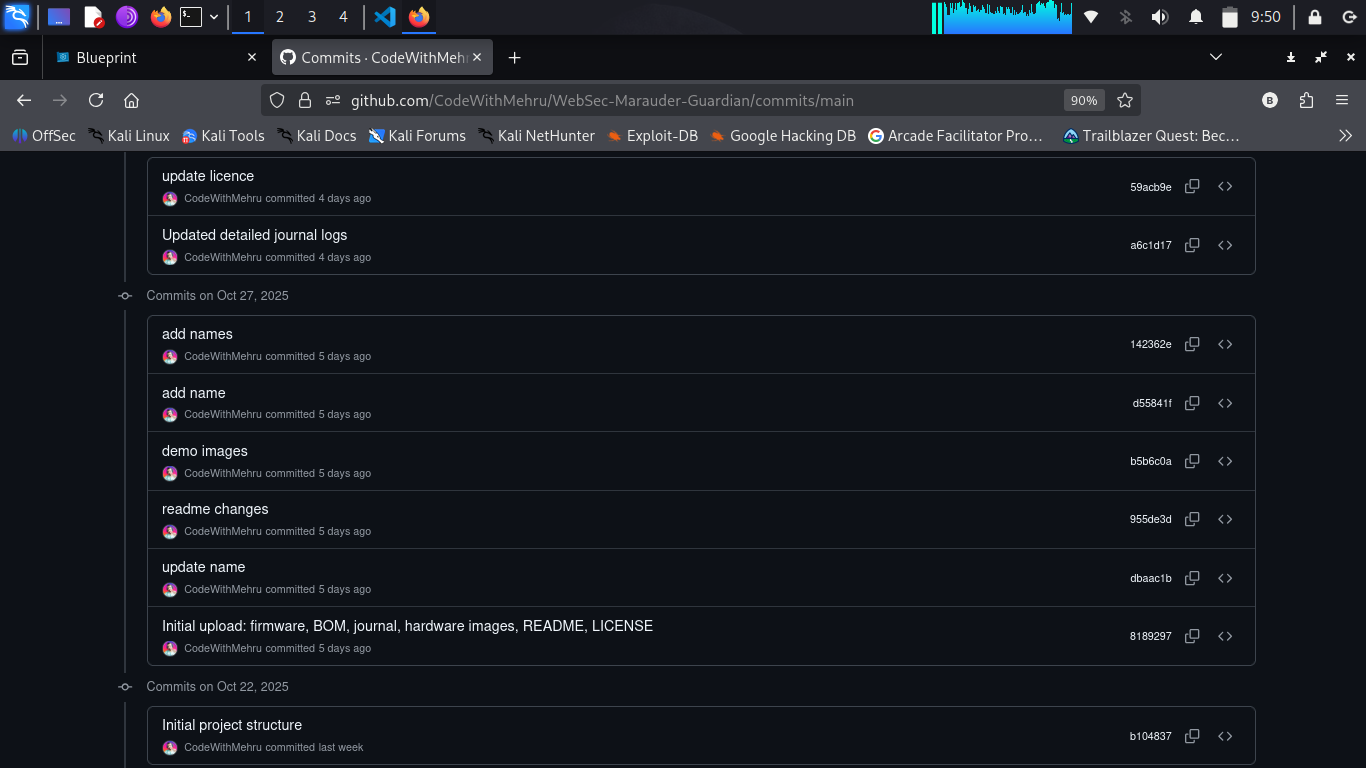 1 2 3 4 9:50
Blueprint Commits · CodeWithMehr
github.com/CodeWithMehru/WebSec-Marauder-Guardian/commits/main 90% B
OffSec Kali Linux Kali Tools Kali Docs Kali Forums Kali NetHunter Exploit-DB Google Hacking DB Arcade Facilitator Pro… Trailblazer Quest: Bec…
update licence
CodeWithMehru committed 4 days ago
59acb9e
Updated detailed journal logs
CodeWithMehru committed 4 days ago
a6c1d17
Commits on Oct 27, 2025
add names
CodeWithMehru committed 5 days ago
142362e
add name
CodeWithMehru committed 5 days ago
d55841f
demo images
CodeWithMehru committed 5 days ago
b5b6c0a
readme changes
CodeWithMehru committed 5 days ago
955de3d
update name
CodeWithMehru committed 5 days ago
dbaac1b
Initial upload: firmware, BOM, journal, hardware images, README, LICENSE
CodeWithMehru committed 5 days ago
8189297
Commits on Oct 22, 2025
Initial project structure
CodeWithMehru committed last week
b104837